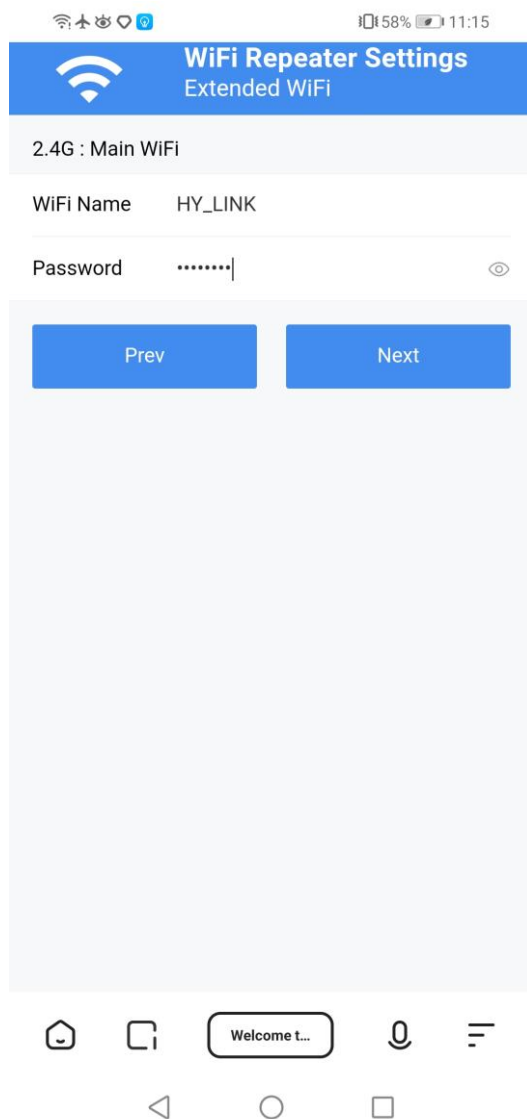 58% 11:15
WiFi Repeater Settings
Extended WiFi
2.4G : Main WiFi
WiFi Name HY_LINK
Password ••••••••
Prev Next
Welcome t...